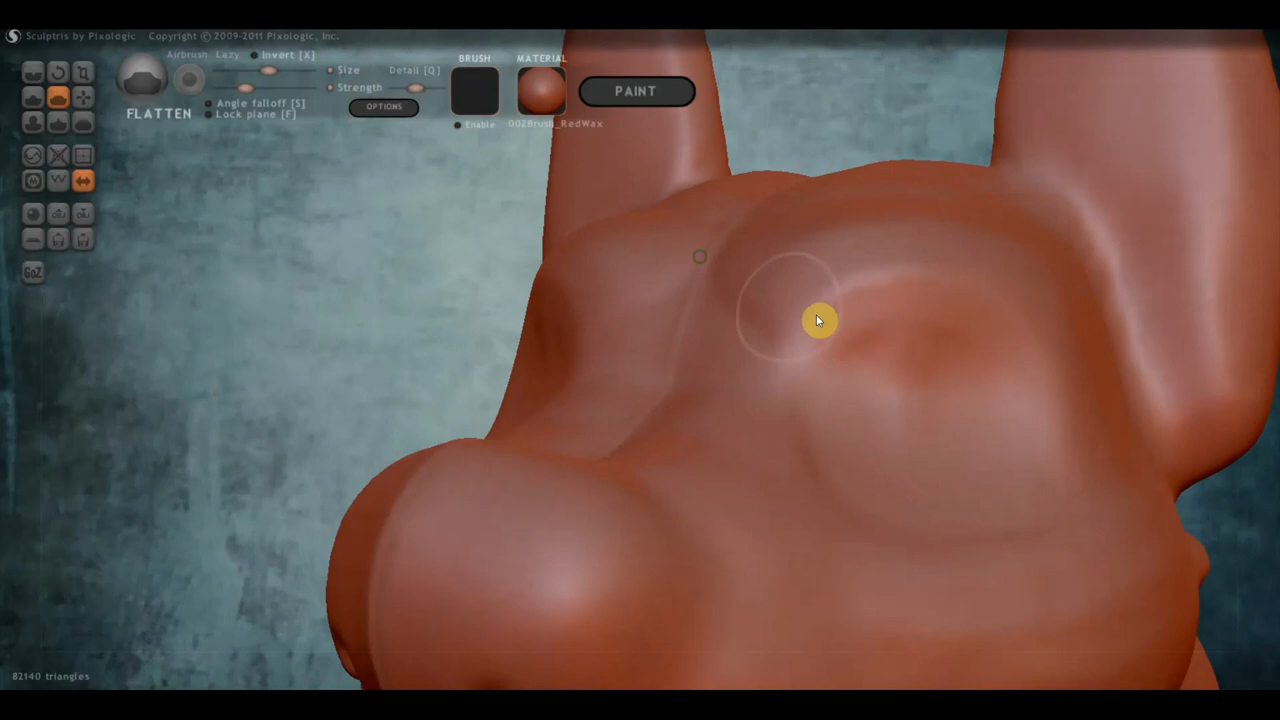 Sculptris by Pixologic Copyright © 2009-2011 Pixologic, Inc.
Airbrush Lazy Invert [X]
Size Detail [Q]
Strength
Angle falloff [S]
Lock plane [F]
FLATTEN
OPTIONS
BRUSH
Enable
MATERIAL
00ZBrush_RedWax
PAINT
GoZ
82140 triangles